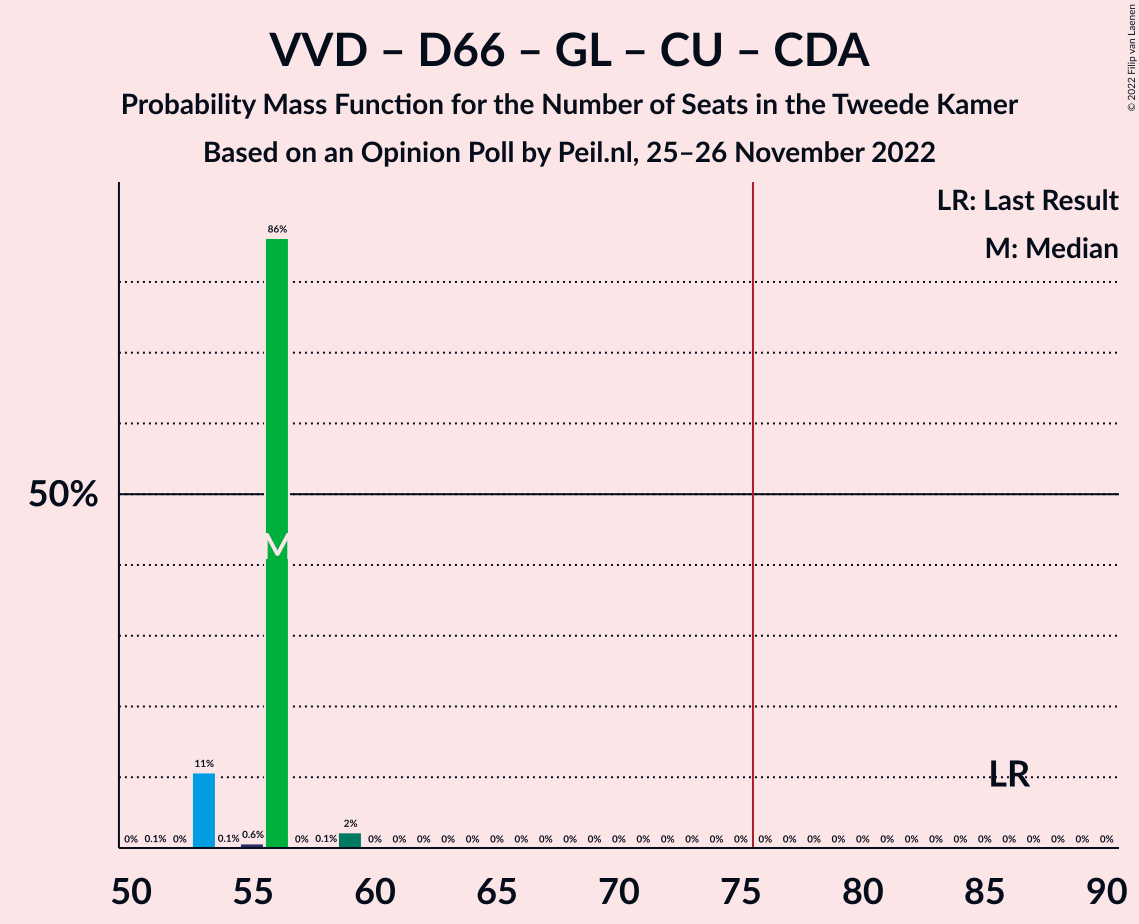 VVD – D66 – GL – CU – CDA
Probability Mass Function for the Number of Seats in the Tweede Kamer
Based on an Opinion Poll by Peil.nl, 25–26 November 2022
© 2022 Filip van Laenen
LR: Last Result
M: Median
86%
50%
M
11%
LR
2%
0% 0.1% 0% 0.1% 0.6% 0% 0.1% 0% 0% 0% 0% 0% 0% 0% 0% 0% 0% 0% 0% 0% 0% 0% 0% 0% 0% 0% 0% 0% 0% 0% 0% 0% 0% 0% 0% 0% 0% 0%
50 55 60 65 70 75 80 85 90